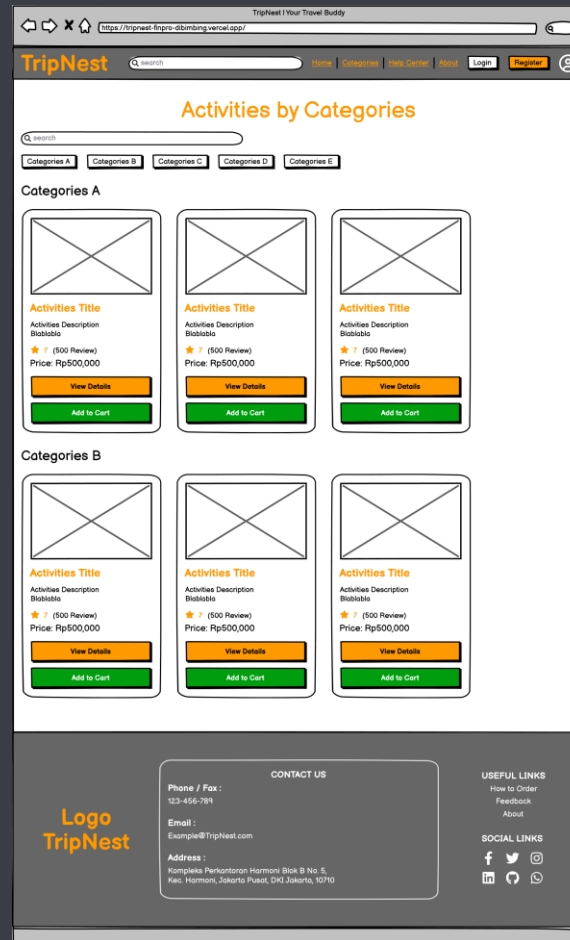 TripNest | Your Travel Buddy
https://tripnest-finpro-dibimbing.vercel.app/
TripNest
search
Home
Categories
Help Center
About
Login
Register
Activities by Categories
search
Categories A
Categories B
Categories C
Categories D
Categories E
Categories A
Activities Title
Activities Description
Blablabla
7 (500 Review)
Price: Rp500,000
View Details
Add to Cart
Activities Title
Activities Description
Blablabla
7 (500 Review)
Price: Rp500,000
View Details
Add to Cart
Activities Title
Activities Description
Blablabla
7 (500 Review)
Price: Rp500,000
View Details
Add to Cart
Categories B
Activities Title
Activities Description
Blablabla
7 (500 Review)
Price: Rp500,000
View Details
Add to Cart
Activities Title
Activities Description
Blablabla
7 (500 Review)
Price: Rp500,000
View Details
Add to Cart
Activities Title
Activities Description
Blablabla
7 (500 Review)
Price: Rp500,000
View Details
Add to Cart
Logo
TripNest
CONTACT US
Phone / Fax :
123-456-789
Email :
Example@TripNest.com
Address :
Kompleks Perkantoran Harmoni Blok B No. 5,
Kec. Harmoni, Jakarta Pusat, DKI Jakarta, 10710
USEFUL LINKS
How to Order
Feedback
About
SOCIAL LINKS